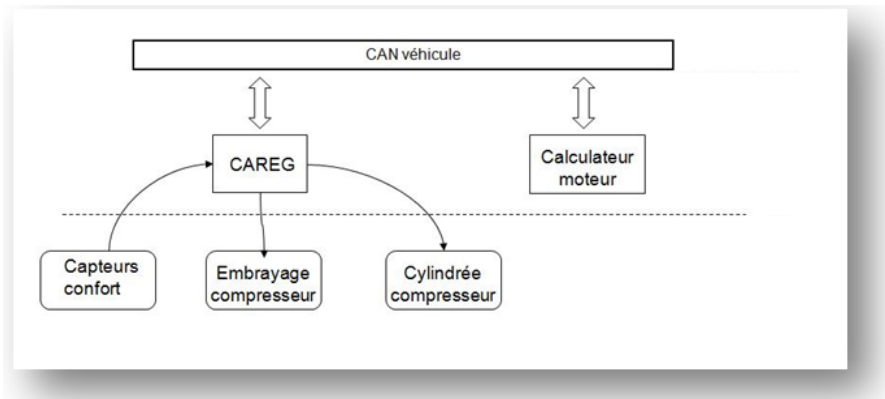 CAN véhicule
CAREG
Calculateur
moteur
Capteurs
confort
Embrayage
compresseur
Cylindrée
compresseur